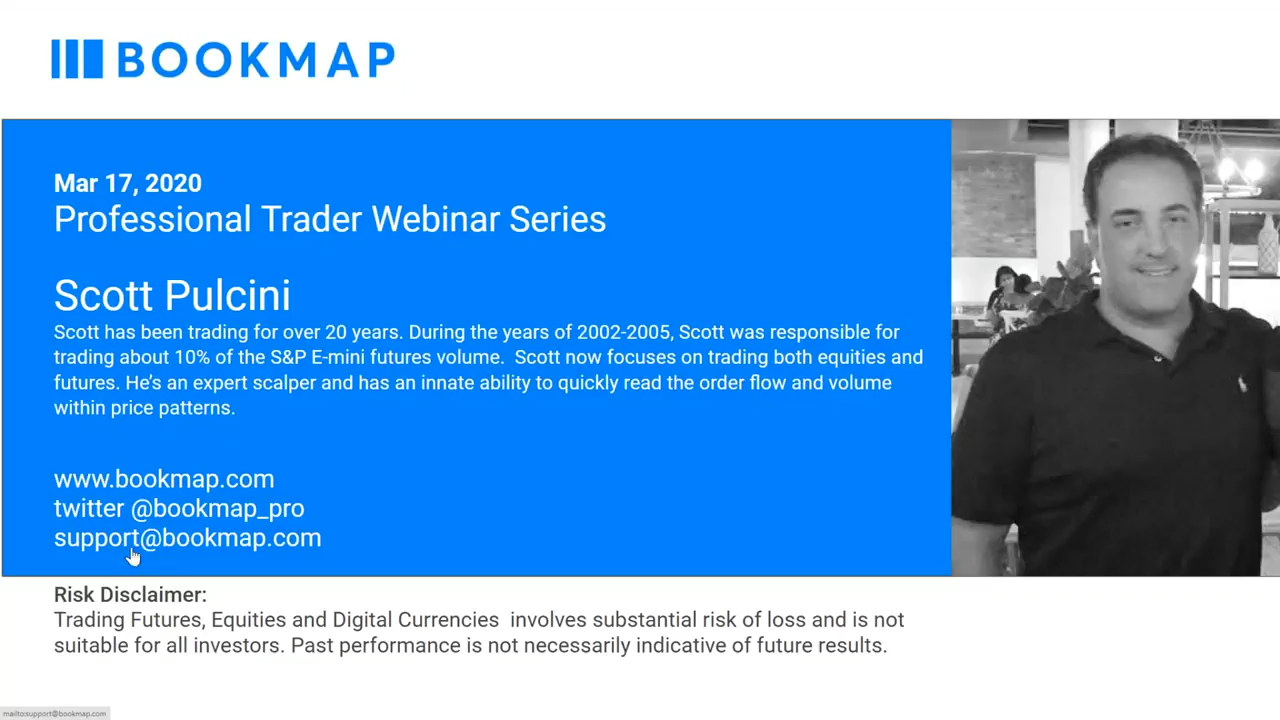 BOOKMAP
Mar 17, 2020
Professional Trader Webinar Series
Scott Pulcini
Scott has been trading for over 20 years. During the years of 2002-2005, Scott was responsible for
trading about 10% of the S&P E-mini futures volume.  Scott now focuses on trading both equities and
futures. He's an expert scalper and has an innate ability to quickly read the order flow and volume
within price patterns.
www.bookmap.com
twitter @bookmap_pro
support@bookmap.com
Risk Disclaimer:
Trading Futures, Equities and Digital Currencies  involves substantial risk of loss and is not
suitable for all investors. Past performance is not necessarily indicative of future results.
mailto:support@bookmap.com